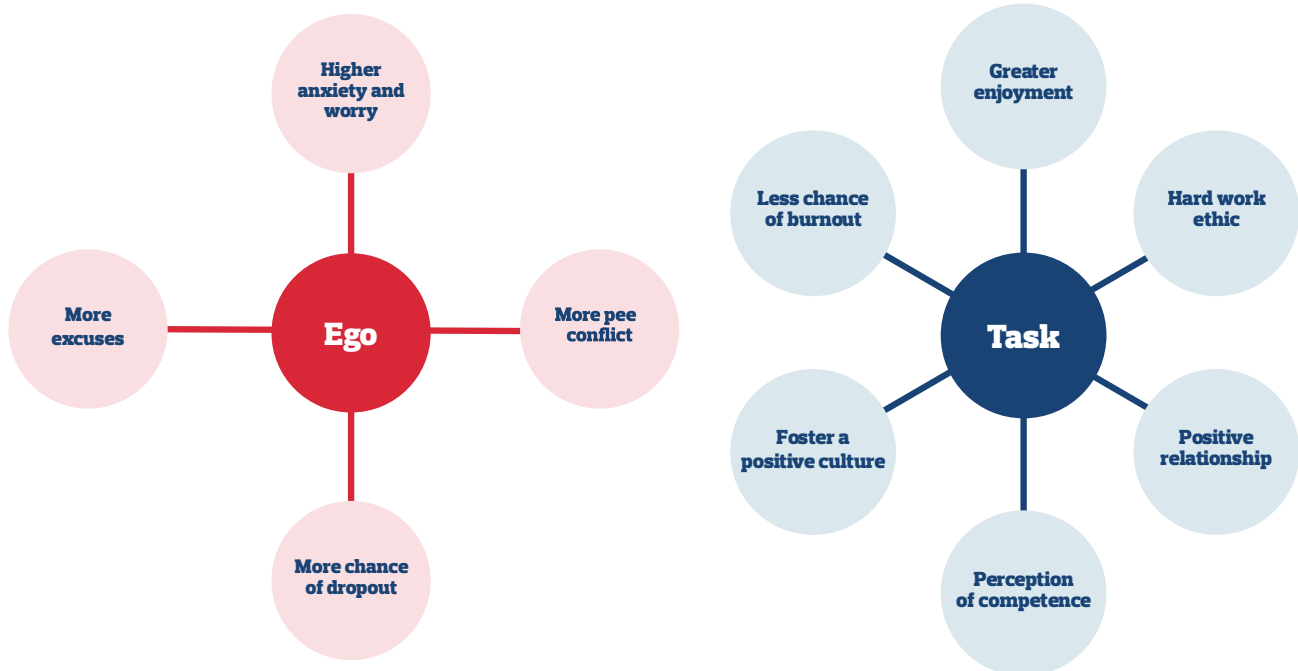 Higher
anxiety and
worry
More
excuses
Ego
More pee
conflict
More chance
of dropout
Greater
enjoyment
Less chance
of burnout
Hard work
ethic
Task
Foster a
positive culture
Positive
relationship
Perception
of competence